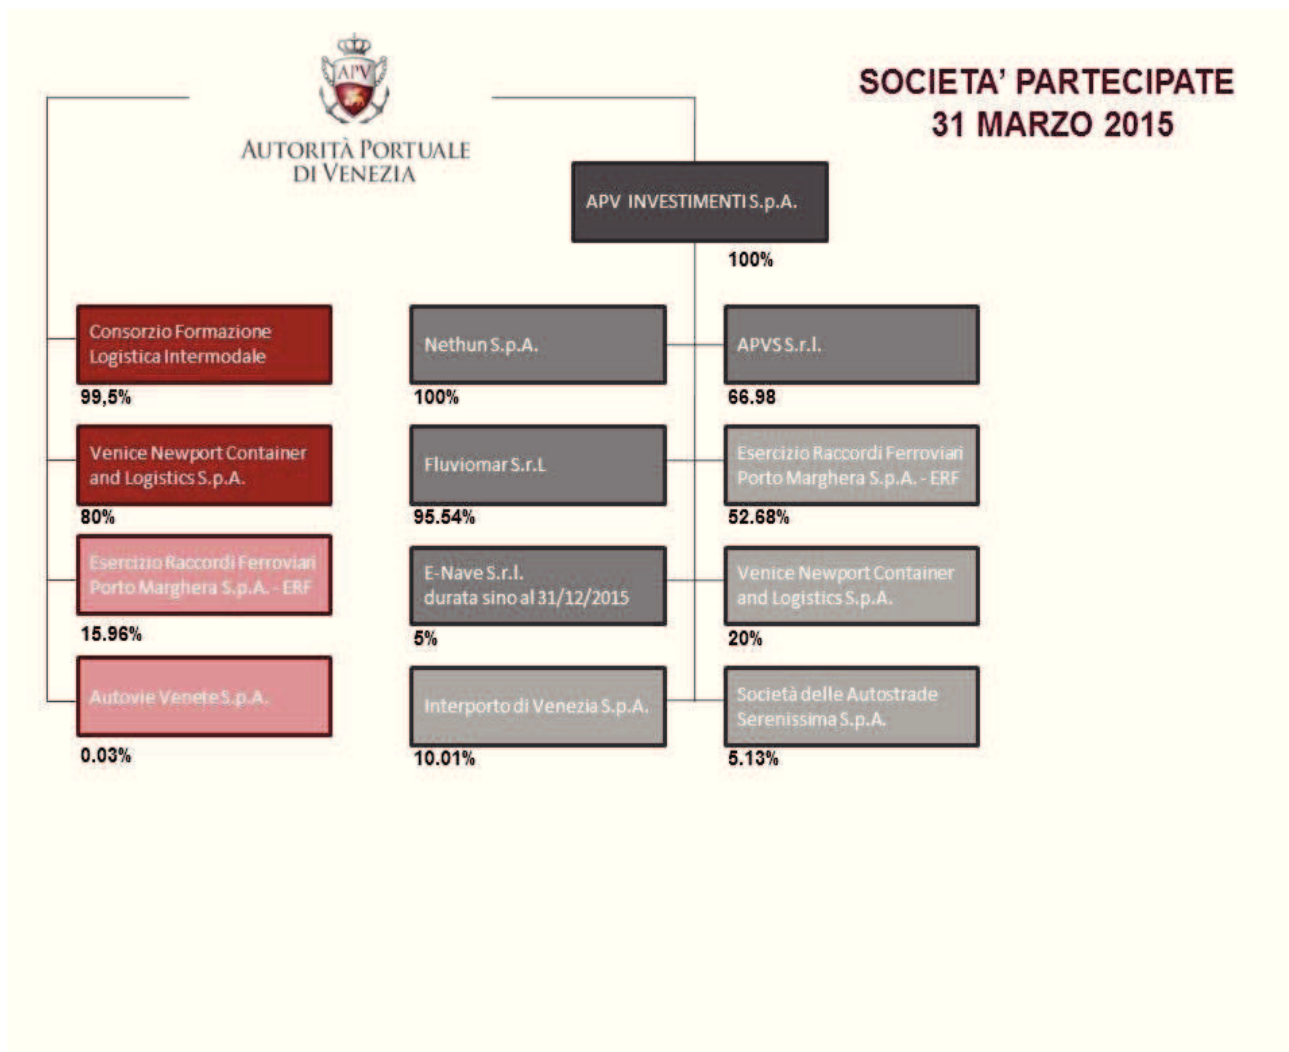 APV
AUTORITÀ PORTUALE
DI VENEZIA
SOCIETA’ PARTECIPATE
31 MARZO 2015
APV INVESTIMENTI S.p.A.
100%
Consorzio Formazione
Logistica Intermodale
99,5%
Venice Newport Container
and Logistics S.p.A.
80%
Esercizio Raccordi Ferroviari
Porto Marghera S.p.A. - ERF
15.96%
Autovie Venete S.p.A.
0.03%
Nethun S.p.A.
100%
Fluviomar S.r.L
95.54%
E-Nave S.r.l.
durata sino al 31/12/2015
5%
Interporto di Venezia S.p.A.
10.01%
APVS S.r.l.
66.98
Esercizio Raccordi Ferroviari
Porto Marghera S.p.A. - ERF
52.68%
Venice Newport Container
and Logistics S.p.A.
20%
Società delle Autostrade
Serenissima S.p.A.
5.13%